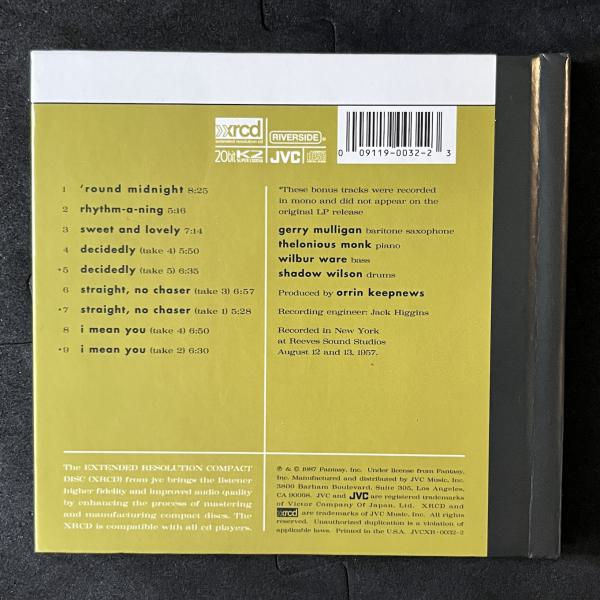 xrcd
extended resolution cd
RIVERSIDE
20bit K2
SUPER CODING
JVC
0 09119-0032-2 3
1 'round midnight 8:25
2 rhythm-a-ning 5:16
3 sweet and lovely 7:14
4 decidedly (take 4) 5:50
*5 decidedly (take 5) 6:35
6 straight, no chaser (take 3) 6:57
*7 straight, no chaser (take 1) 5:28
8 i mean you (take 4) 6:50
*9 i mean you (take 2) 6:30
*These bonus tracks were recorded
in mono and did not appear on the
original LP release
gerry mulligan baritone saxophone
thelonious monk piano
wilbur ware bass
shadow wilson drums
Produced by orrin keepnews
Recording engineer: Jack Higgins
Recorded in New York
at Reeves Sound Studios
August 12 and 13, 1957.
The EXTENDED RESOLUTION COMPACT
DISC (XRCD) from jvc brings the listener
higher fidelity and improved audio quality
by enhancing the process of mastering
and manufacturing compact discs. The
XRCD is compatible with all cd players.
℗ & © 1987 Fantasy, Inc. Under license from Fantasy,
Inc. Manufactured and distributed by JVC Music, Inc.
3800 Barham Boulevard, Suite 305, Los Angeles,
CA 90068. JVC and JVC are registered trademarks
of Victor Company Of Japan, Ltd. XRCD and
xrcd are trademarks of JVC Music, Inc. All rights
reserved. Unauthorized duplication is a violation of
applicable laws. Printed in the U.S.A. JVCXR-0032-2